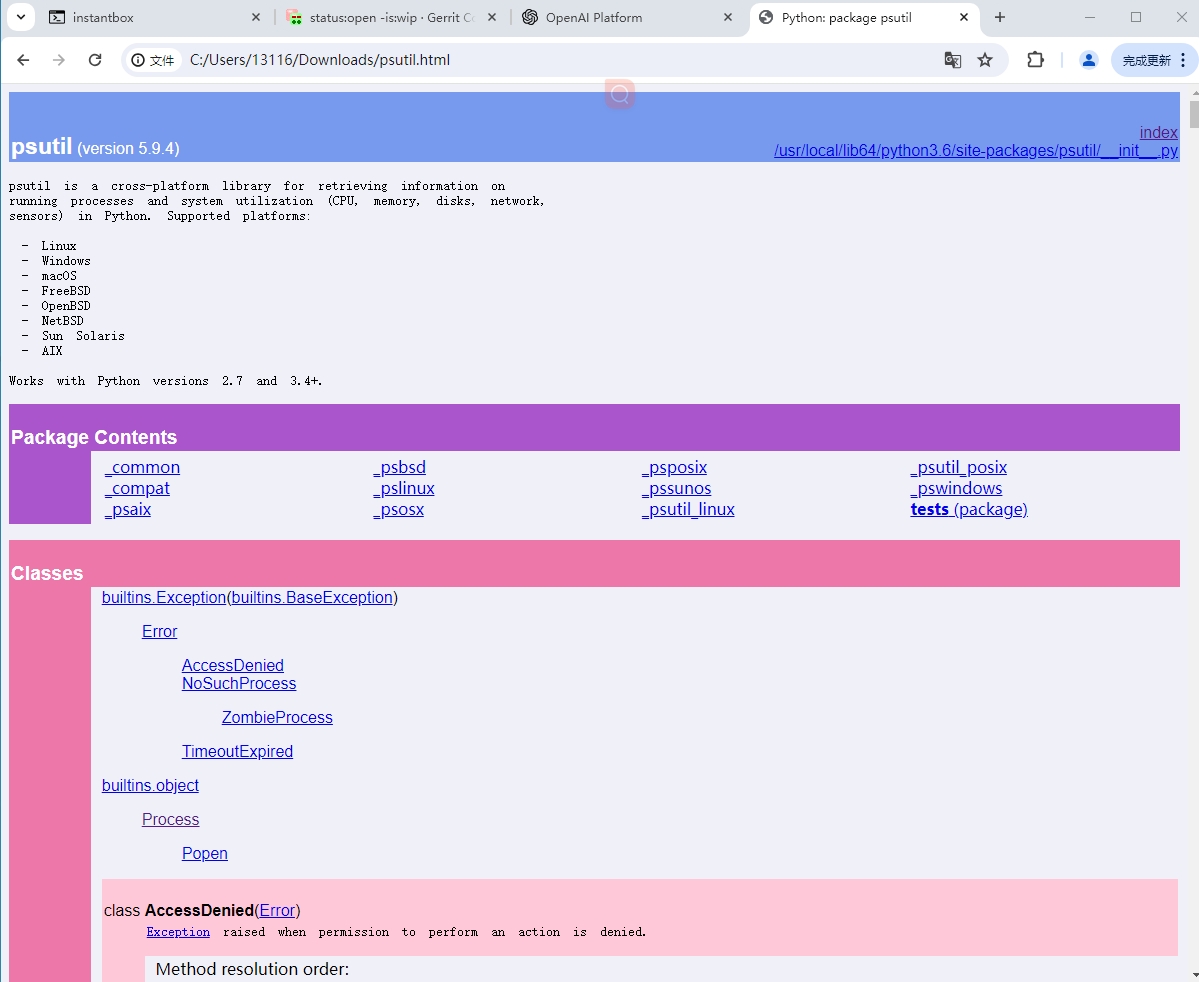 instantbox
status:open -is:wip · Gerrit Co
OpenAI Platform
Python: package psutil
文件
C:/Users/13116/Downloads/psutil.html
完成更新
index
psutil (version 5.9.4)
/usr/local/lib64/python3.6/site-packages/psutil/__init__.py
psutil is a cross-platform library for retrieving information on
running processes and system utilization (CPU, memory, disks, network,
sensors) in Python. Supported platforms:
- Linux
- Windows
- macOS
- FreeBSD
- OpenBSD
- NetBSD
- Sun Solaris
- AIX
Works with Python versions 2.7 and 3.4+.
Package Contents
_common _psbsd _psposix _psutil_posix
_compat _pslinux _pssunos _pswindows
_psaix _psosx _psutil_linux tests (package)
Classes
builtins.Exception(builtins.BaseException)
Error
AccessDenied
NoSuchProcess
ZombieProcess
TimeoutExpired
builtins.object
Process
Popen
class AccessDenied(Error)
Exception raised when permission to perform an action is denied.
Method resolution order: